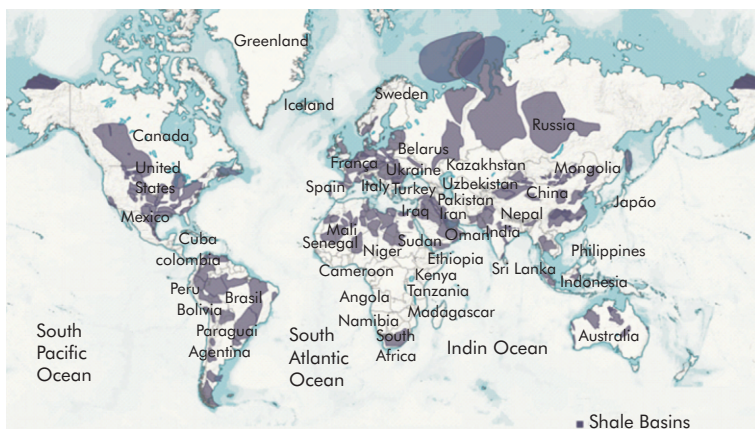 Greenland
Iceland
Sweden
Canada
Russia
Belarus
França
Ukraine
Kazakhstan
Mongolia
United
States
Spain
Italy
Turkey
Uzbekistan
China
Pakistan
Japão
Mexico
Iraq
Iran
Nepal
Mali
Cuba
Senegal
Niger
Sudan
Oman
India
Philippines
colombia
Ethiopia
Sri Lanka
Cameroon
Kenya
Indonesia
Peru
Brasil
Tanzania
Angola
Bolivia
Madagascar
Namibia
Paraguai
South
Africa
Australia
Agentina
South
Pacific
Ocean
South
Atlantic
Ocean
Indin Ocean
Shale Basins